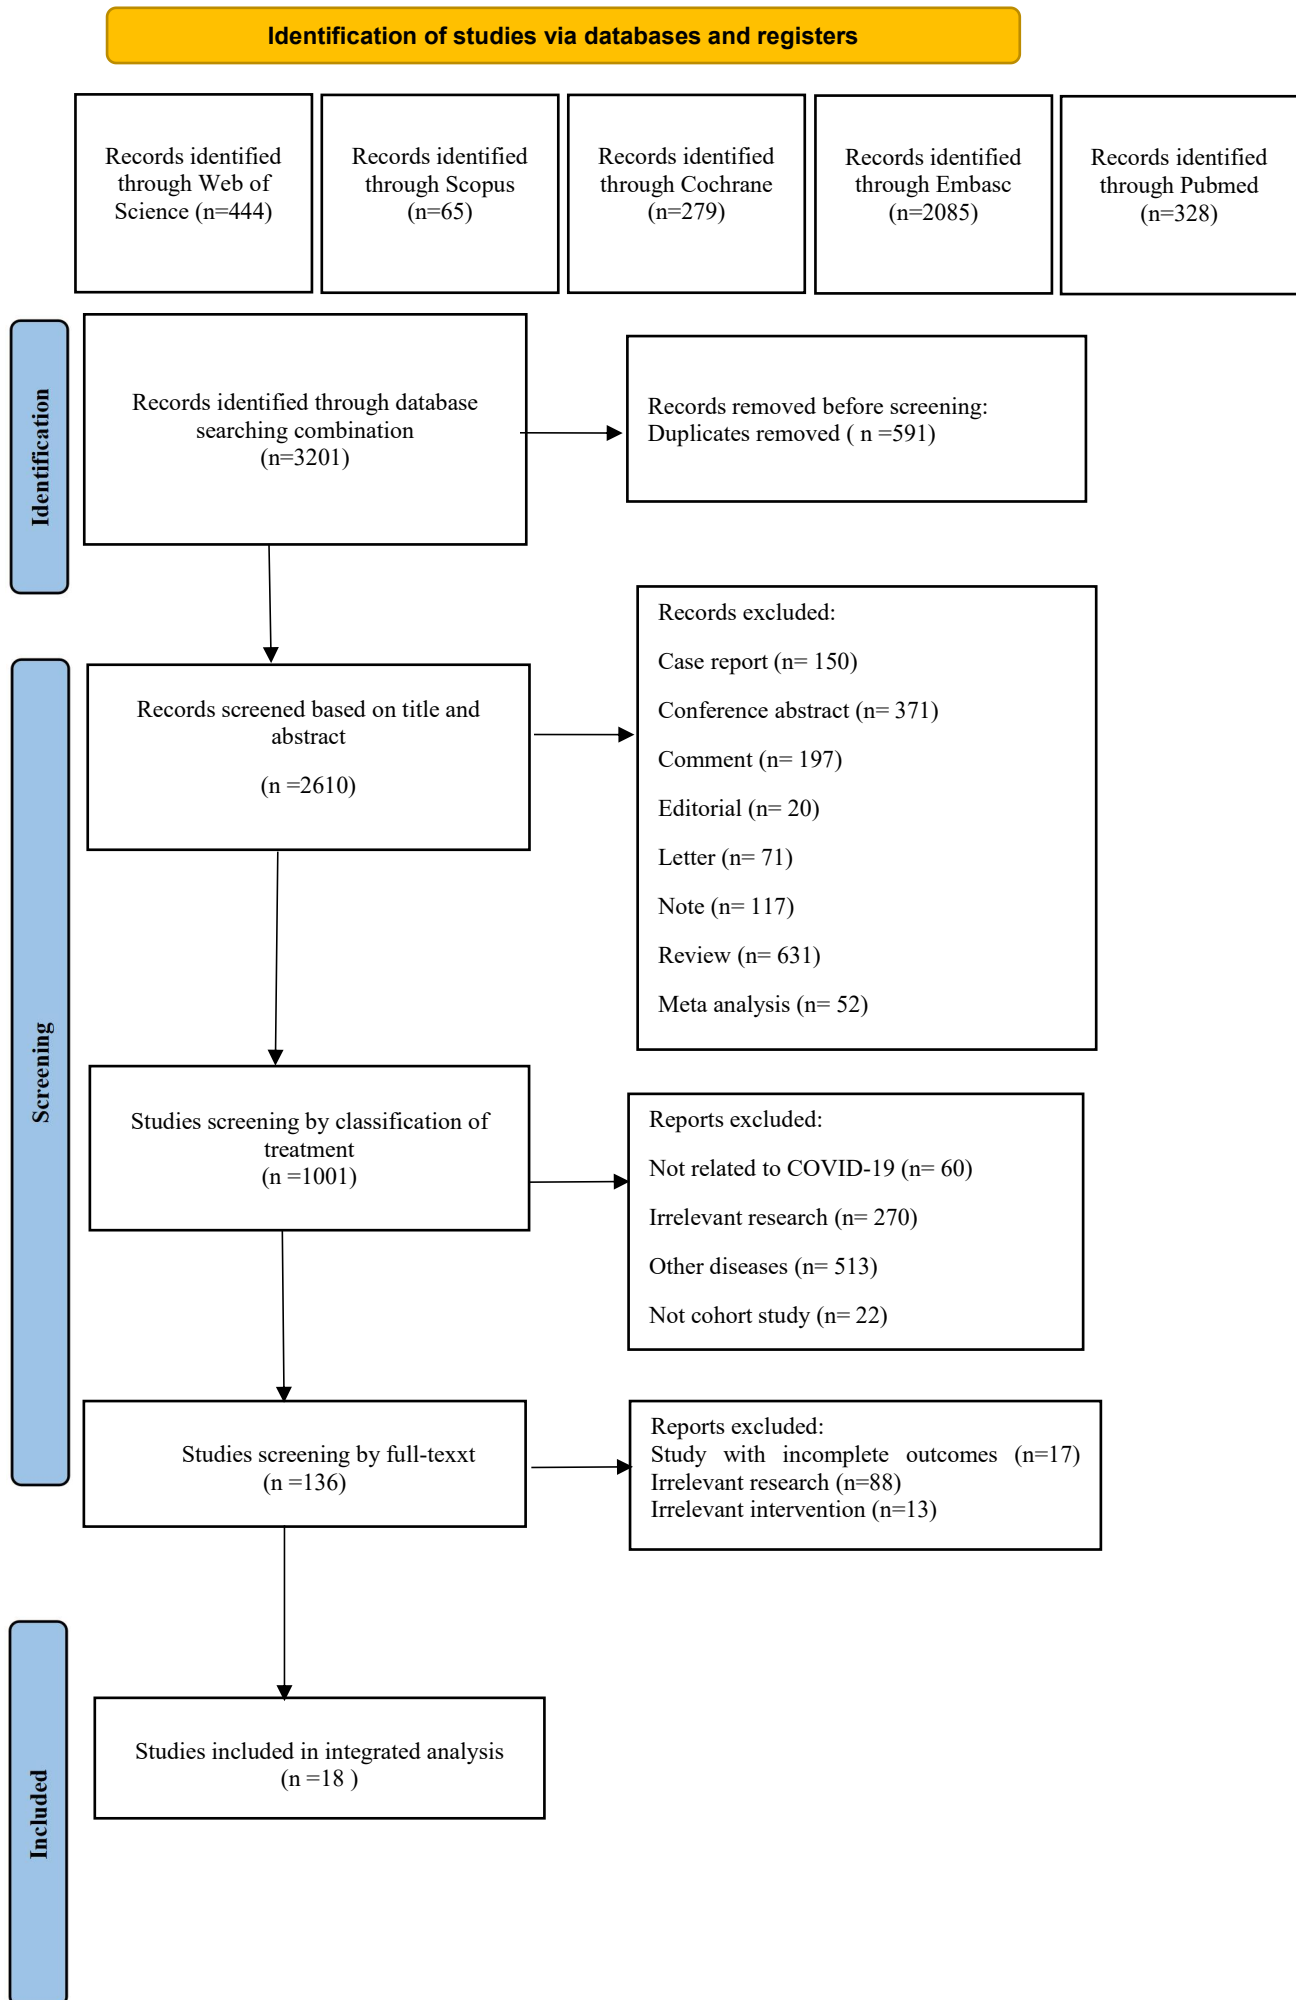 Identification of studies via databases and registers
Records identified
through Web of
Science (n=444)
Records identified
through Scopus
(n=65)
Records identified
through Cochrane
(n=279)
Records identified
through Embasc
(n=2085)
Records identified
through Pubmed
(n=328)
Identification
Records identified through database
searching combination
(n=3201)
Records removed before screening:
Duplicates removed ( n =591)
Screening
Records screened based on title and
abstract
(n =2610)
Records excluded:
Case report (n= 150)
Conference abstract (n= 371)
Comment (n= 197)
Editorial (n= 20)
Letter (n= 71)
Note (n= 117)
Review (n= 631)
Meta analysis (n= 52)
Studies screening by classification of
treatment
(n =1001)
Reports excluded:
Not related to COVID-19 (n= 60)
Irrelevant research (n= 270)
Other diseases (n= 513)
Not cohort study (n= 22)
Studies screening by full-texxt
(n =136)
Reports excluded:
Study with incomplete outcomes (n=17)
Irrelevant research (n=88)
Irrelevant intervention (n=13)
Included
Studies included in integrated analysis
(n =18 )